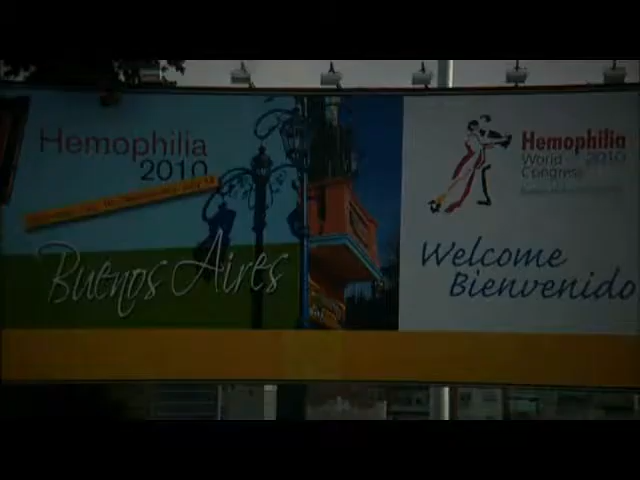 Hemophilia
2010
Buenos Aires
Hemophilia
World 2010
Congress
Welcome
Bienvenido